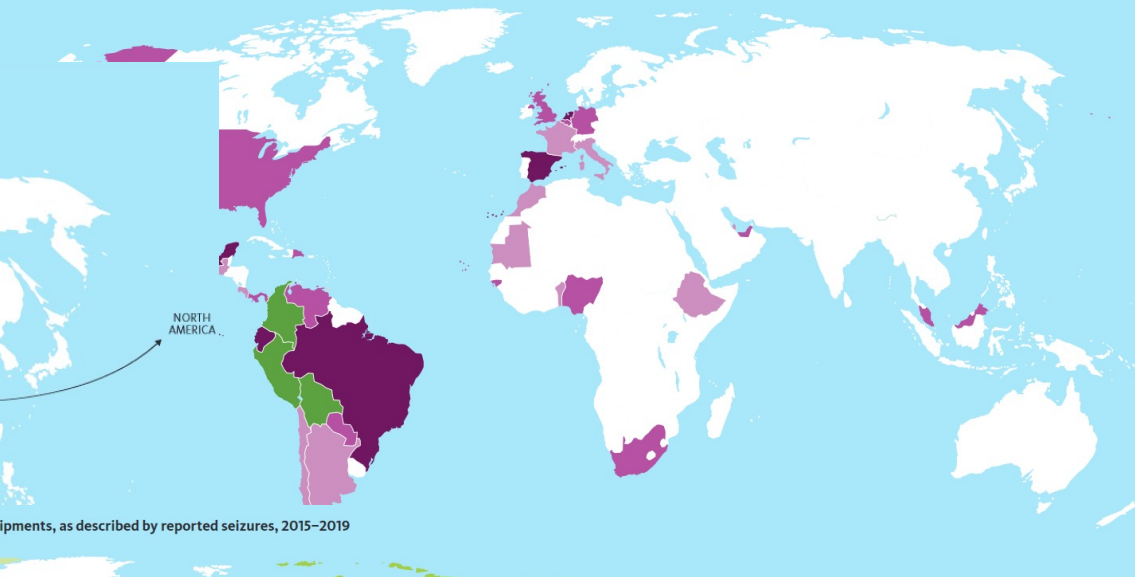 NORTH
AMERICA
ipments, as described by reported seizures, 2015–2019